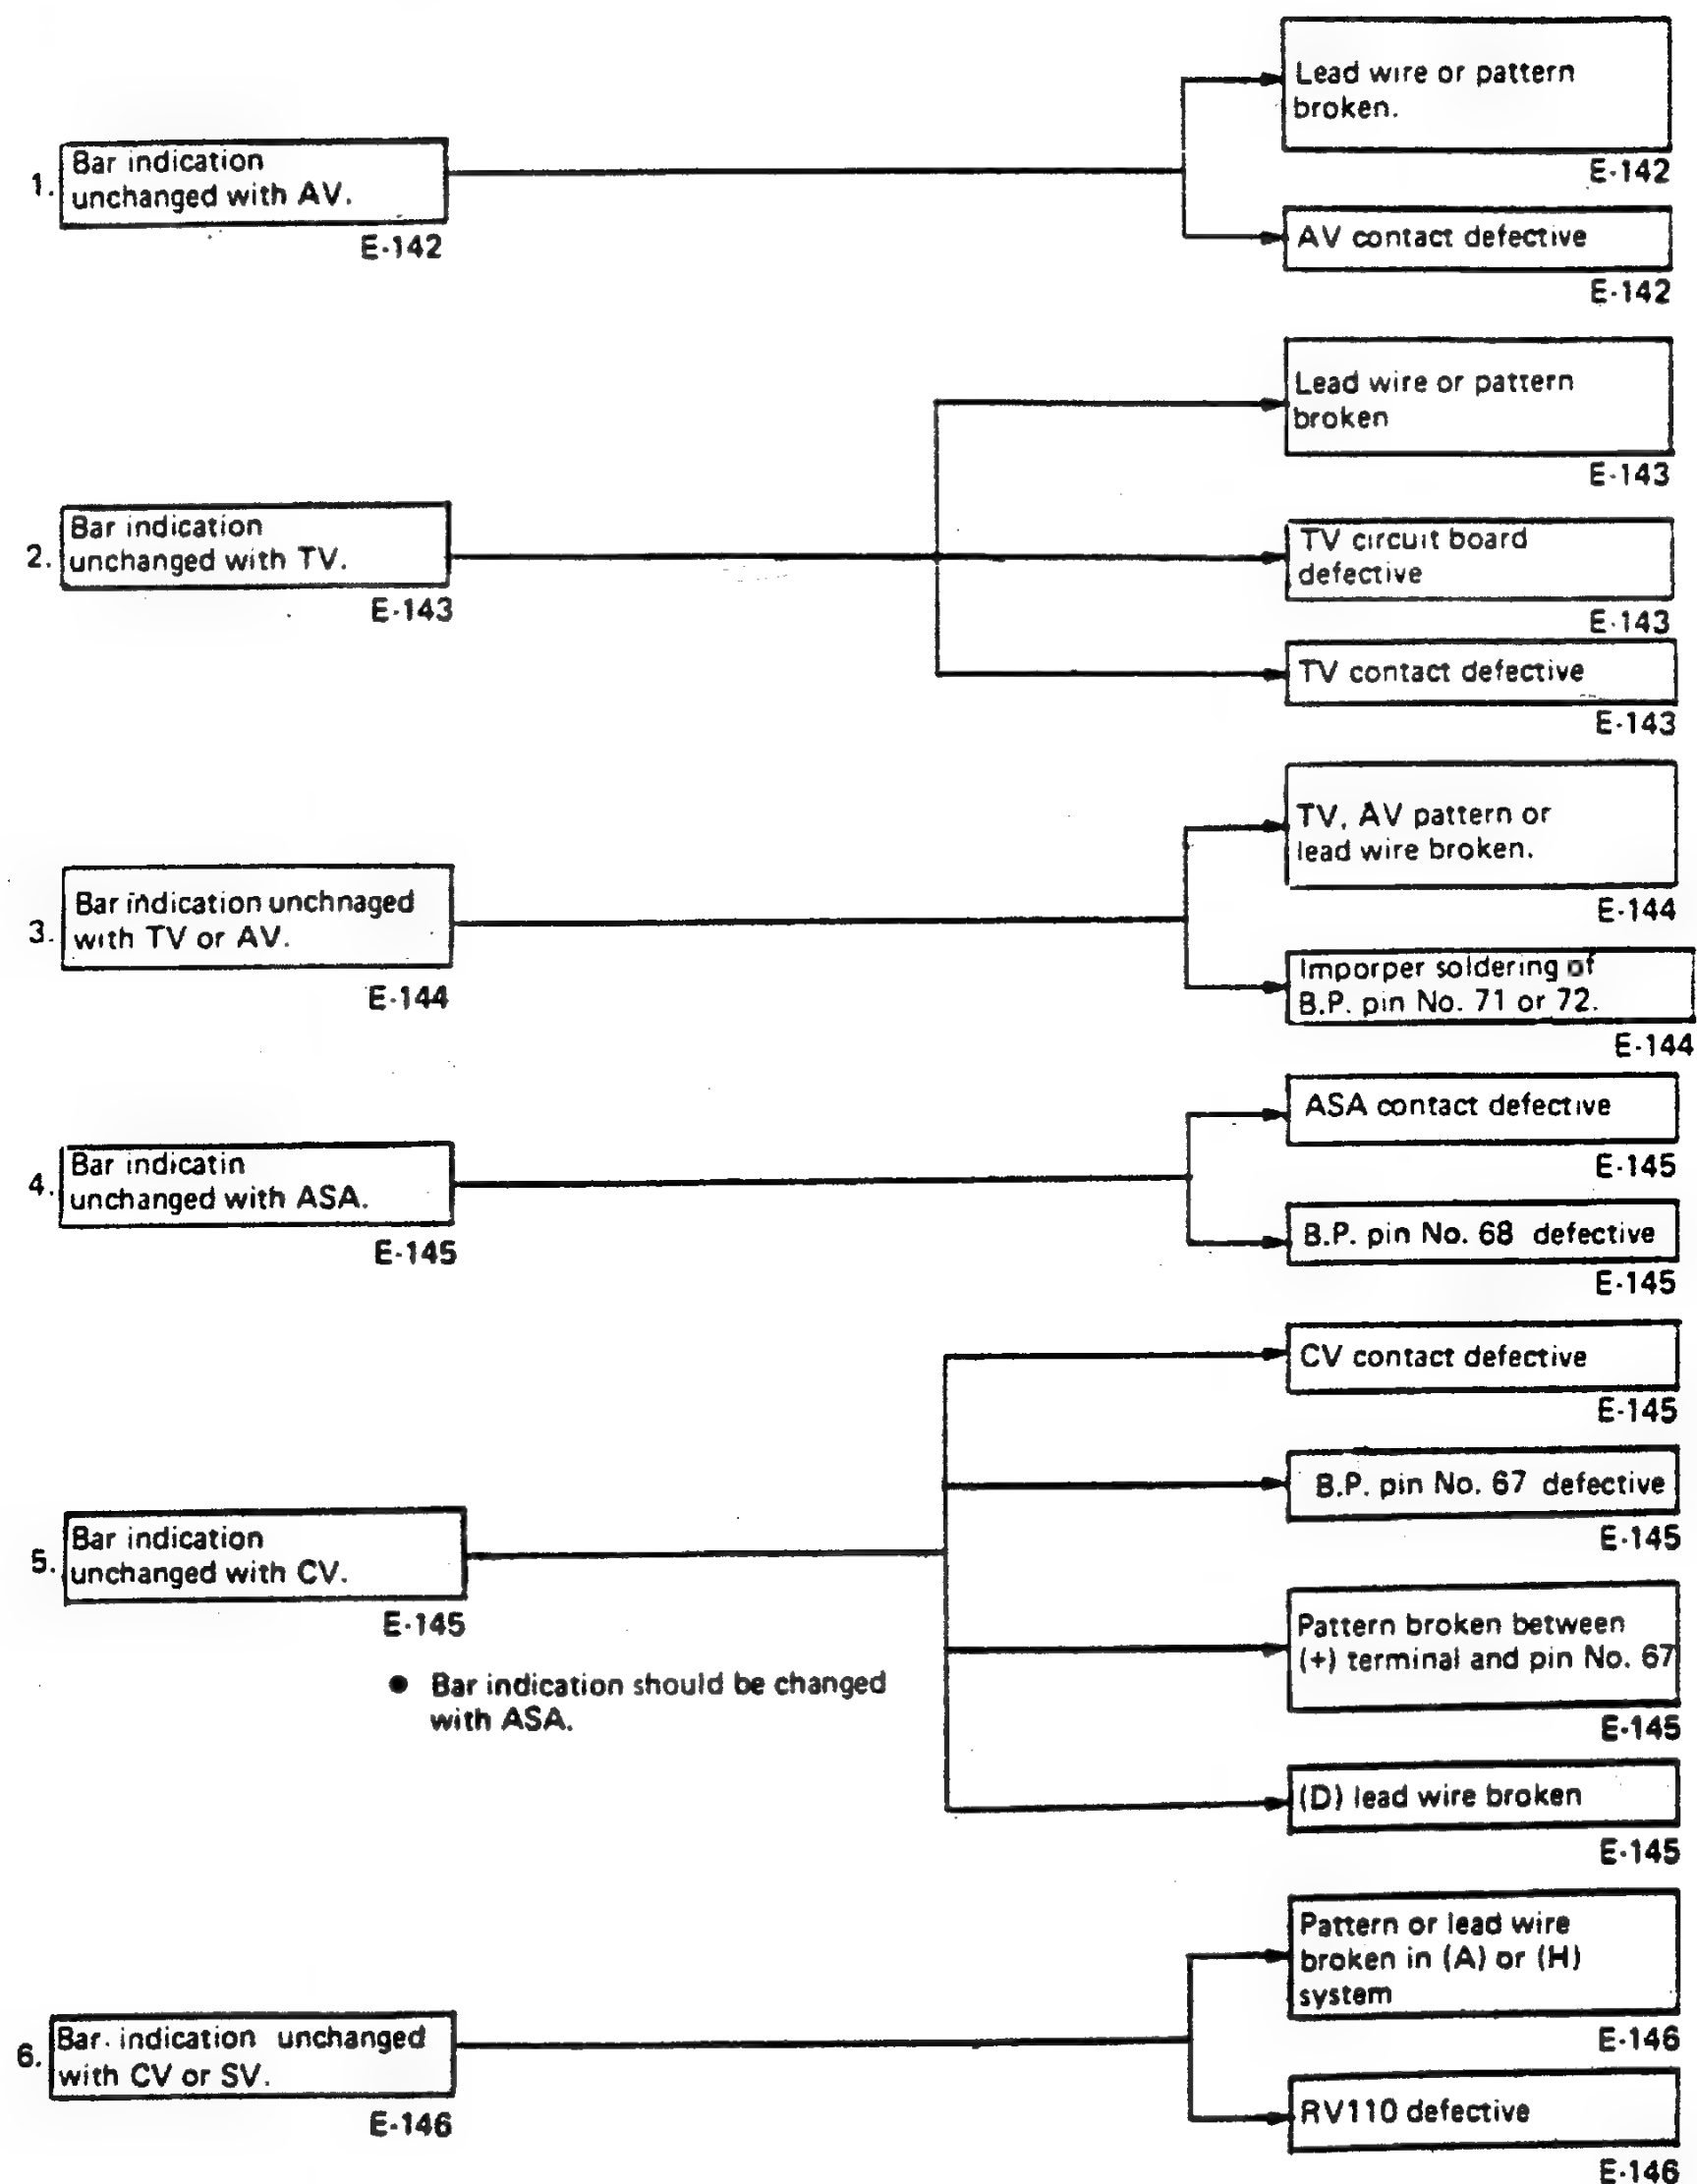 1. Bar indication
unchanged with AV.
E-142
Lead wire or pattern
broken.
E-142
AV contact defective
E-142
2. Bar indication
unchanged with TV.
E-143
Lead wire or pattern
broken
E-143
TV circuit board
defective
E-143
TV contact defective
E-143
3. Bar indication unchnaged
with TV or AV.
E-144
TV, AV pattern or
lead wire broken.
E-144
Imporper soldering of
B.P. pin No. 71 or 72.
E-144
4. Bar indicatin
unchanged with ASA.
E-145
ASA contact defective
E-145
B.P. pin No. 68 defective
E-145
5. Bar indication
unchanged with CV.
E-145
● Bar indication should be changed
with ASA.
CV contact defective
E-145
B.P. pin No. 67 defective
E-145
Pattern broken between
(+) terminal and pin No. 67
E-145
(D) lead wire broken
E-145
6. Bar. indication unchanged
with CV or SV.
E-146
Pattern or lead wire
broken in (A) or (H)
system
E-146
RV110 defective
E-146